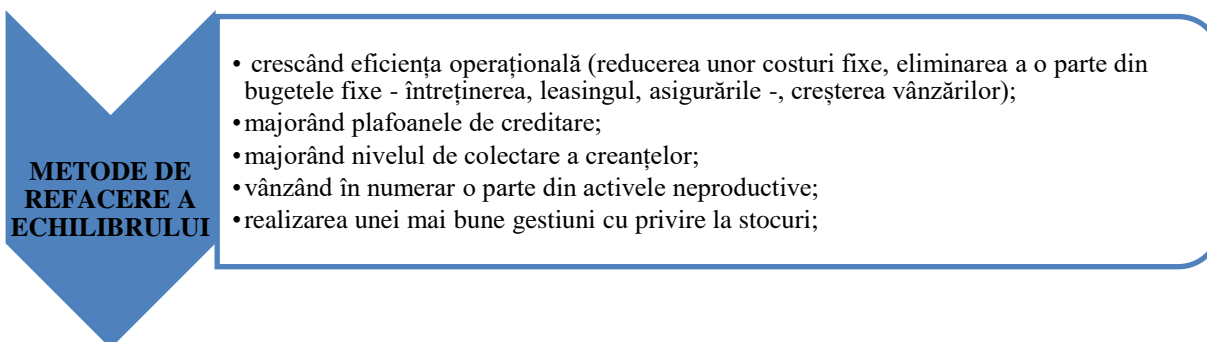 METODE DE
REFACERE A
ECHILIBRULUI
• crescând eficiența operațională (reducerea unor costuri fixe, eliminarea a o parte din
bugetele fixe - întreținerea, leasingul, asigurările -, creșterea vânzărilor);
•majorând plafoanele de creditare;
•majorând nivelul de colectare a creanțelor;
•vânzând în numerar o parte din activele neproductive;
•realizarea unei mai bune gestiuni cu privire la stocuri;